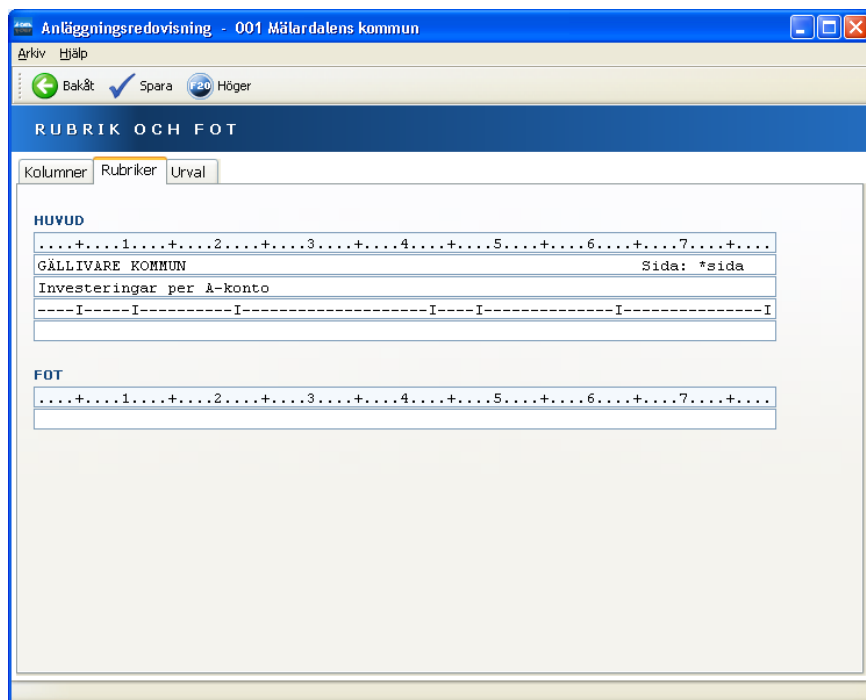 Anläggningsredovisning - 001 Mälardalens kommun
Arkiv Hjälp
Bakåt Spara F20 Höger
RUBRIK OCH FOT
Kolumner Rubriker Urval
HUVUD
....+....1....+....2....+....3....+....4....+....5....+....6....+....7....+....
GÄLLIVARE KOMMUN Sida: *sida
Investeringar per A-konto
----I-----I----------I--------------------I----I--------------I---------------I
FOT
....+....1....+....2....+....3....+....4....+....5....+....6....+....7....+....